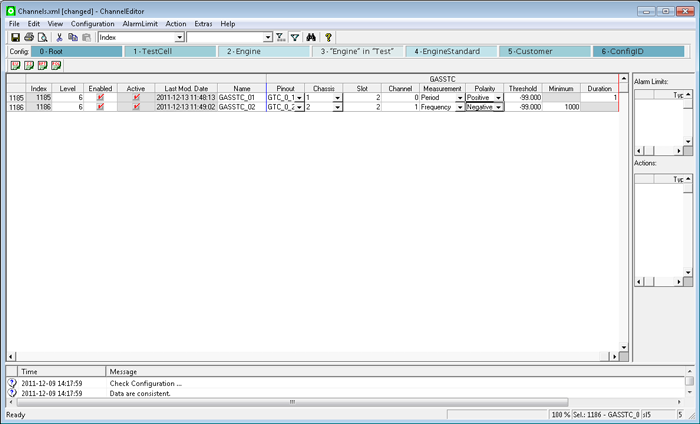 Channels.xml [changed] - ChannelEditor
File Edit View Configuration AlarmLimit Action Extras Help
Index
Config: 0 - Root 1 - TestCell 2 - Engine 3 - "Engine" in "Test" 4 - EngineStandard 5 - Customer 6 - ConfigID
GASSTC
Index Level Enabled Active Last Mod. Date Name Pinout Chassis Slot Channel Measurement Polarity Threshold Minimum Duration
1185 1185 6 2011-12-13 11:48:13 GASSTC_01 GTC_0_1 1 2 0 Period Positive -99.000 1
1186 1186 6 2011-12-13 11:49:02 GASSTC_02 GTC_0_2 2 2 1 Frequency Negative -99.000 1000
Alarm Limits:
Typ
Actions:
Typ
Time Message
2011-12-09 14:17:59 Check Configuration ...
2011-12-09 14:17:59 Data are consistent.
Ready 100 % Sel.: 1186 - GASSTC_0 sl5 5